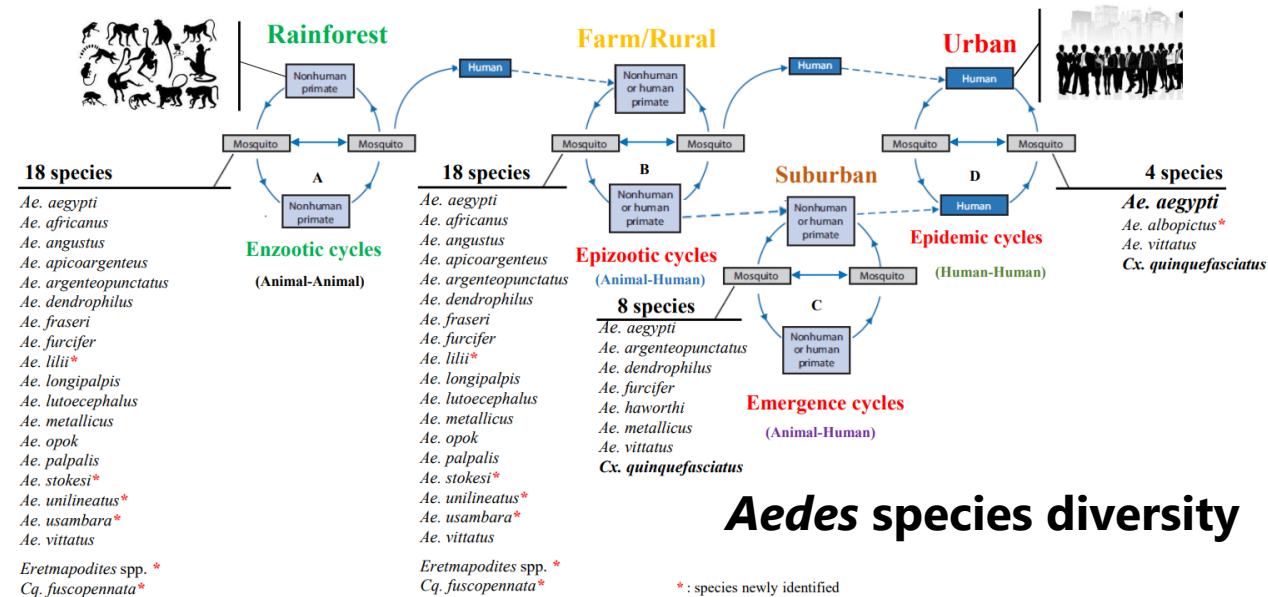 Rainforest
Nonhuman
primate
Mosquito
Mosquito
A
Nonhuman
primate
Enzootic cycles
(Animal-Animal)
18 species
Ae. aegypti
Ae. africanus
Ae. angustus
Ae. apicoargenteus
Ae. argenteopunctatus
Ae. dendrophilus
Ae. fraseri
Ae. furcifer
Ae. lilii*
Ae. longipalpis
Ae. lutoecephalus
Ae. metallicus
Ae. opok
Ae. palpalis
Ae. stokesi*
Ae. unilineatus*
Ae. usambara*
Ae. vittatus
Eretmapodites spp. *
Cq. fuscopennata*
Human
Farm/Rural
Nonhuman
or human
primate
Mosquito
Mosquito
B
Nonhuman
or human
primate
Epizootic cycles
(Animal-Human)
18 species
Ae. aegypti
Ae. africanus
Ae. angustus
Ae. apicoargenteus
Ae. argenteopunctatus
Ae. dendrophilus
Ae. fraseri
Ae. furcifer
Ae. lilii*
Ae. longipalpis
Ae. lutoecephalus
Ae. metallicus
Ae. opok
Ae. palpalis
Ae. stokesi*
Ae. unilineatus*
Ae. usambara*
Ae. vittatus
Eretmapodites spp. *
Cq. fuscopennata*
Human
Suburban
Nonhuman
or human
primate
Mosquito
Mosquito
C
Nonhuman
or human
primate
Emergence cycles
(Animal-Human)
8 species
Ae. aegypti
Ae. argenteopunctatus
Ae. dendrophilus
Ae. furcifer
Ae. haworthi
Ae. metallicus
Ae. vittatus
Cx. quinquefasciatus
Urban
Human
Mosquito
Mosquito
D
Human
Epidemic cycles
(Human-Human)
4 species
Ae. aegypti
Ae. albopictus*
Ae. vittatus
Cx. quinquefasciatus
Aedes species diversity
* : species newly identified